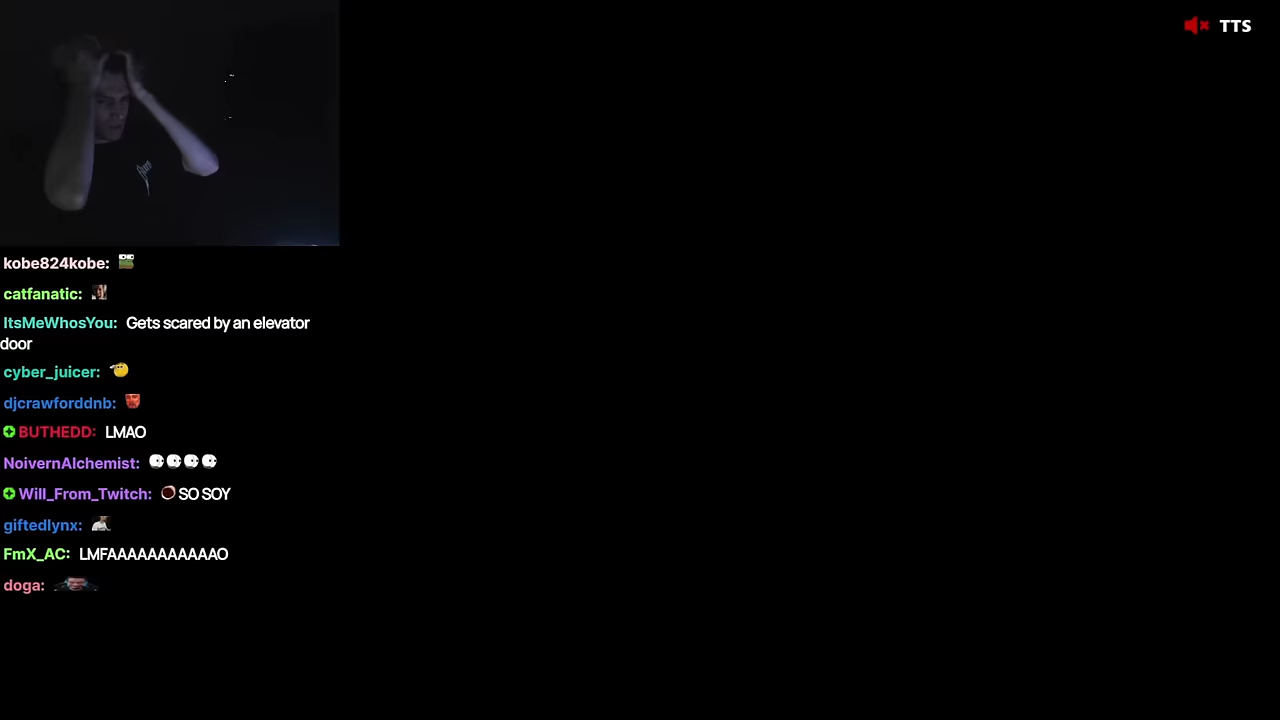 TTS
kobe824kobe:
catfanatic:
ItsMeWhosYou: Gets scared by an elevator
door
cyber_juicer:
djcrawforddnb:
BUTHEDD: LMAO
NoivernAlchemist:
Will_From_Twitch: SO SOY
giftedlynx:
FmX_AC: LMFAAAAAAAAAAAO
doga: